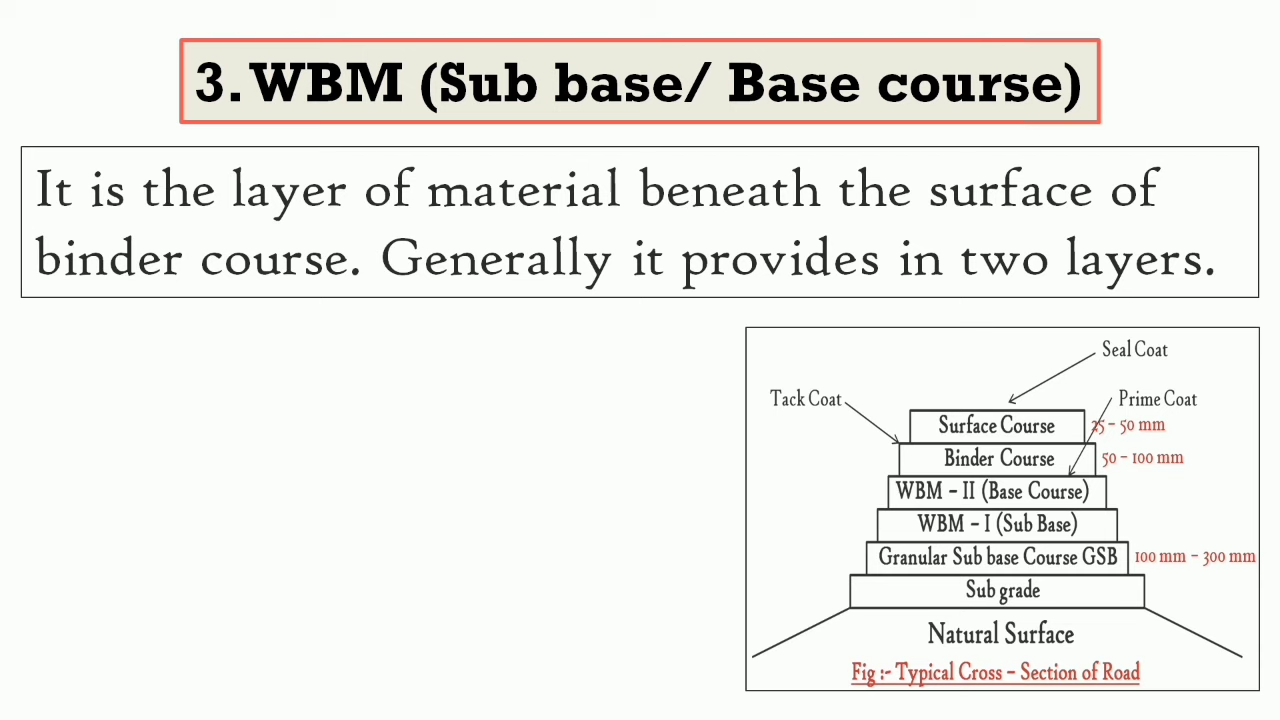 3. WBM (Sub base/ Base course)
It is the layer of material beneath the surface of
binder course. Generally it provides in two layers.
Seal Coat
Tack Coat
Prime Coat
Surface Course
25 – 50 mm
Binder Course
50 – 100 mm
WBM – II (Base Course)
WBM – I (Sub Base)
Granular Sub base Course GSB
100 mm – 300 mm
Sub grade
Natural Surface
Fig :- Typical Cross – Section of Road